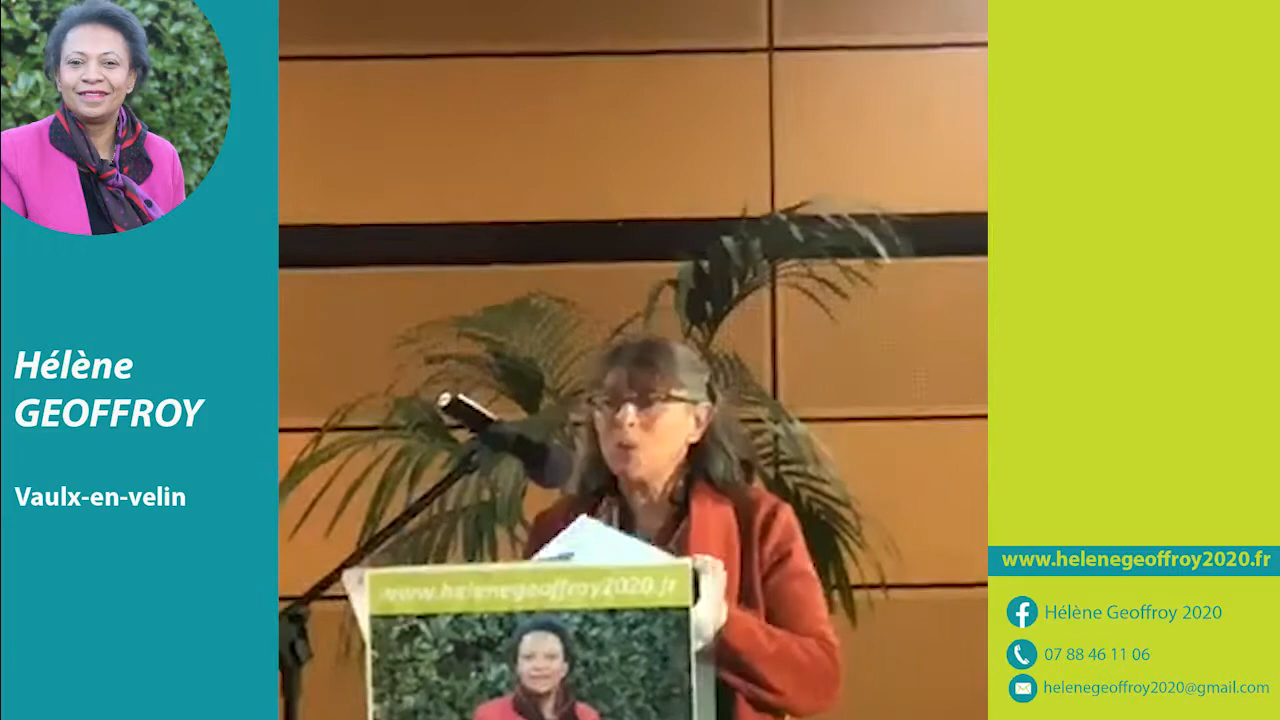 Hélène
GEOFFROY
Vaulx-en-velin
www.helenegeoffroy2020.fr
www.helenegeoffroy2020.fr
Hélène Geoffroy 2020
07 88 46 11 06
helenegeoffroy2020@gmail.com